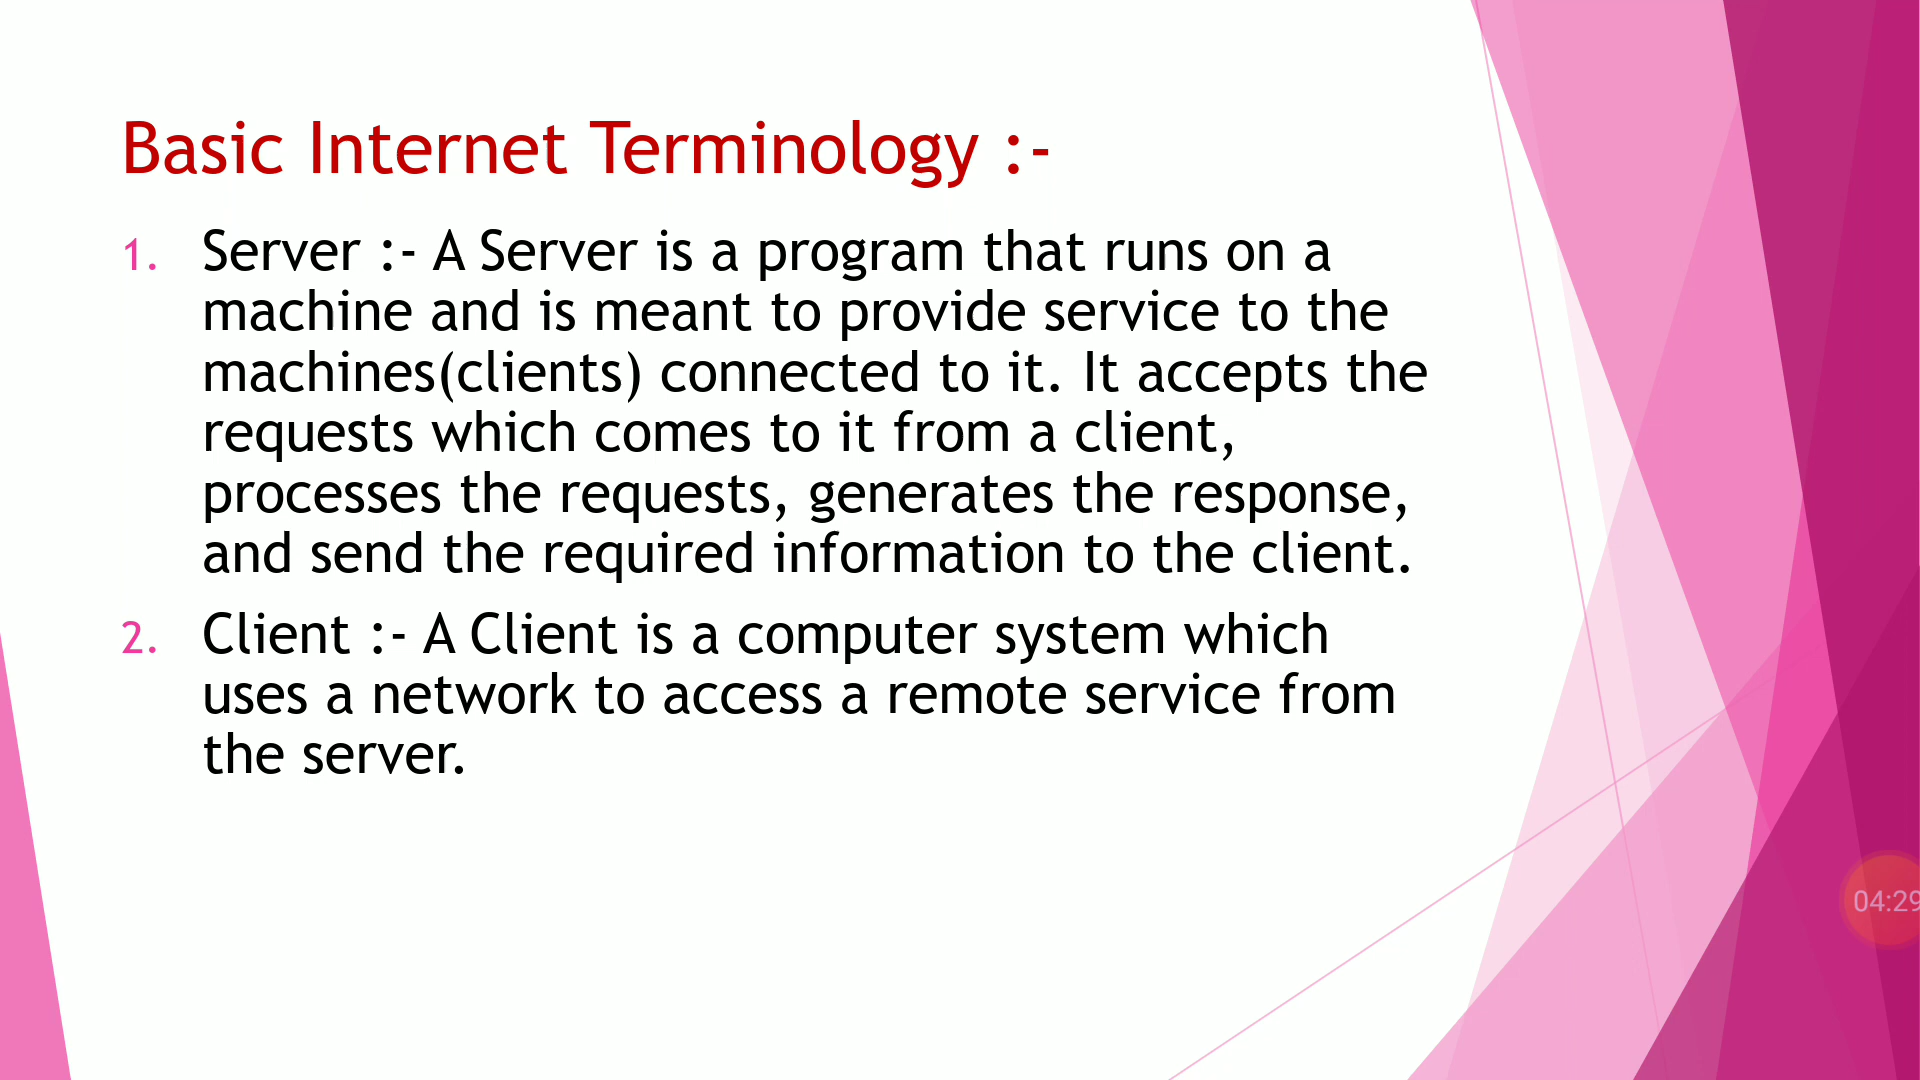 Basic Internet Terminology :-
1. Server :- A Server is a program that runs on a
machine and is meant to provide service to the
machines(clients) connected to it. It accepts the
requests which comes to it from a client,
processes the requests, generates the response,
and send the required information to the client.
2. Client :- A Client is a computer system which
uses a network to access a remote service from
the server.
04:29